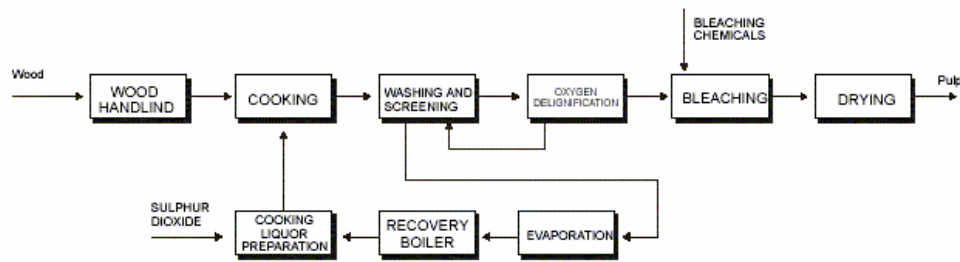 BLEACHING
CHEMICALS
Wood
Pulp
WOOD
HANDLIND
COOKING
WASHING AND
SCREENING
OXYGEN
DELIGNIFICATION
BLEACHING
DRYING
SULPHUR
DIOXIDE
COOKING
LIQUOR
PREPARATION
RECOVERY
BOILER
EVAPORATION